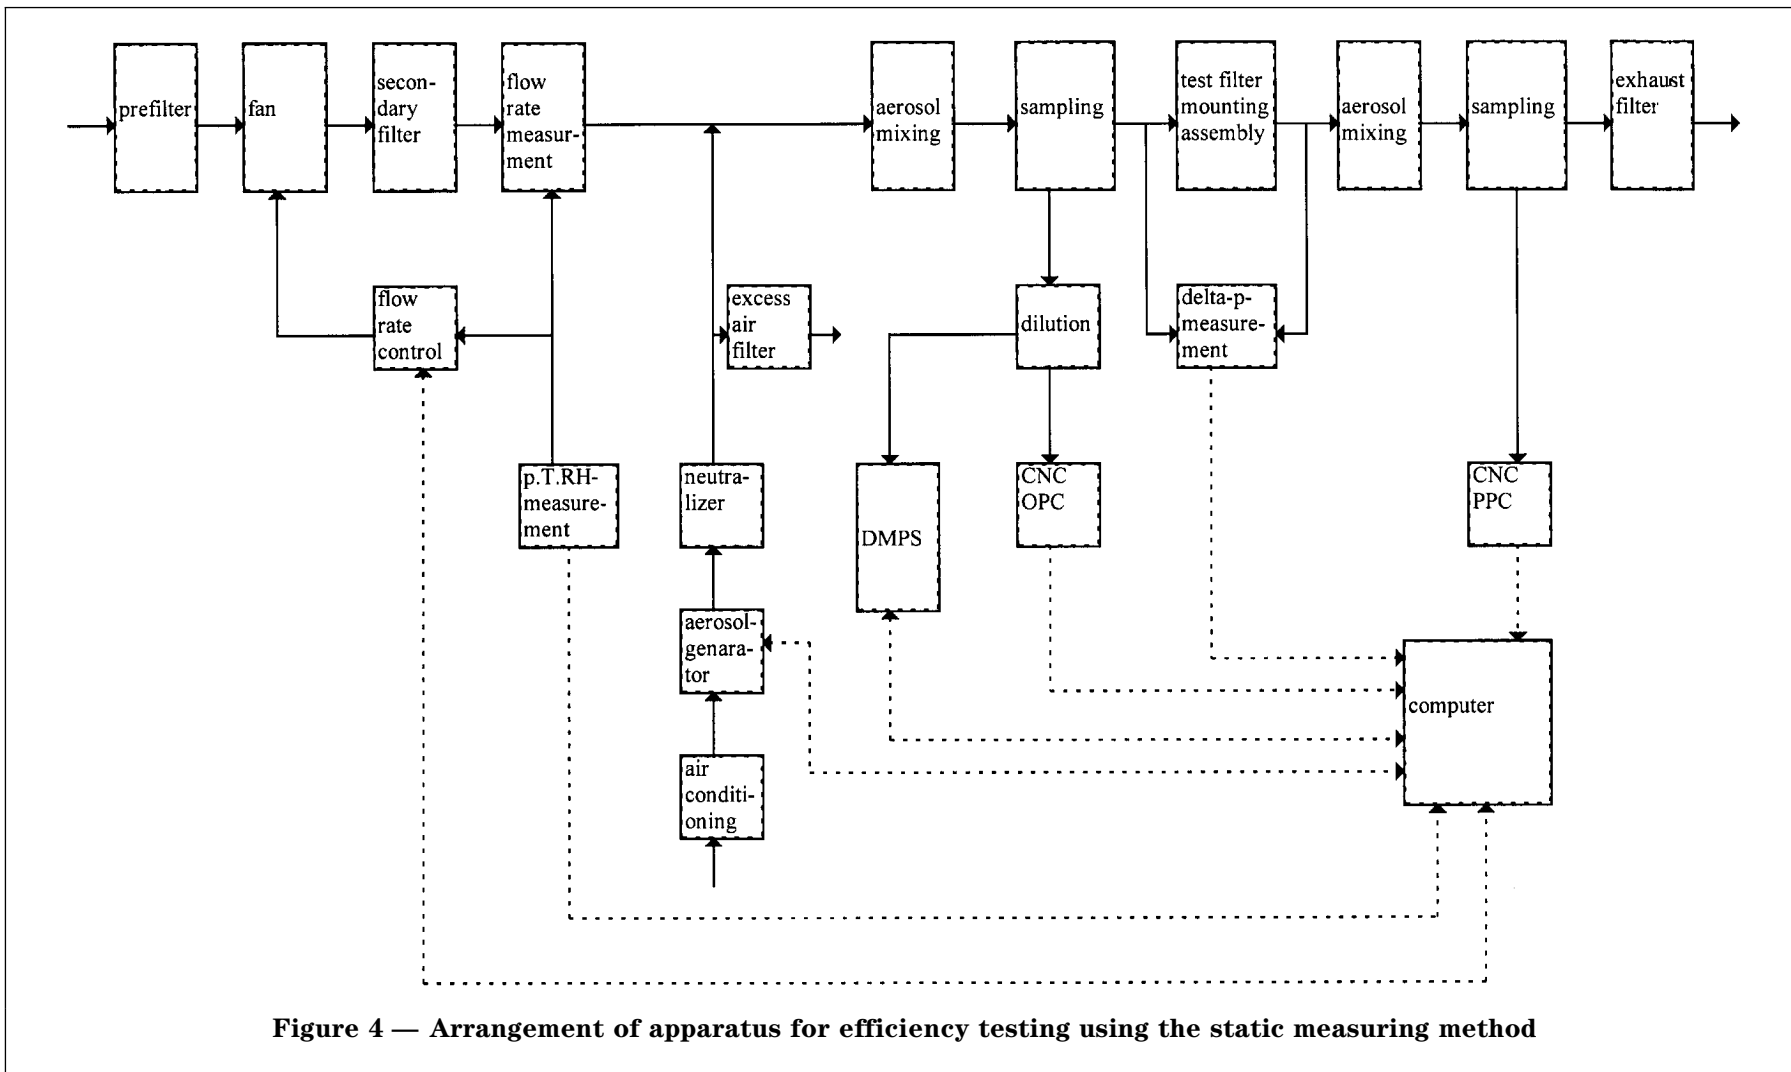 prefilter
fan
secon-
dary
filter
flow
rate
measur-
ment
aerosol
mixing
sampling
test filter
mounting
assembly
aerosol
mixing
sampling
exhaust
filter
flow
rate
control
excess
air
filter
dilution
delta-p-
measure-
ment
p.T.RH-
measure-
ment
neutra-
lizer
DMPS
CNC
OPC
CNC
PPC
aerosol-
genara-
tor
computer
air
conditi-
oning
Figure 4 — Arrangement of apparatus for efficiency testing using the static measuring method